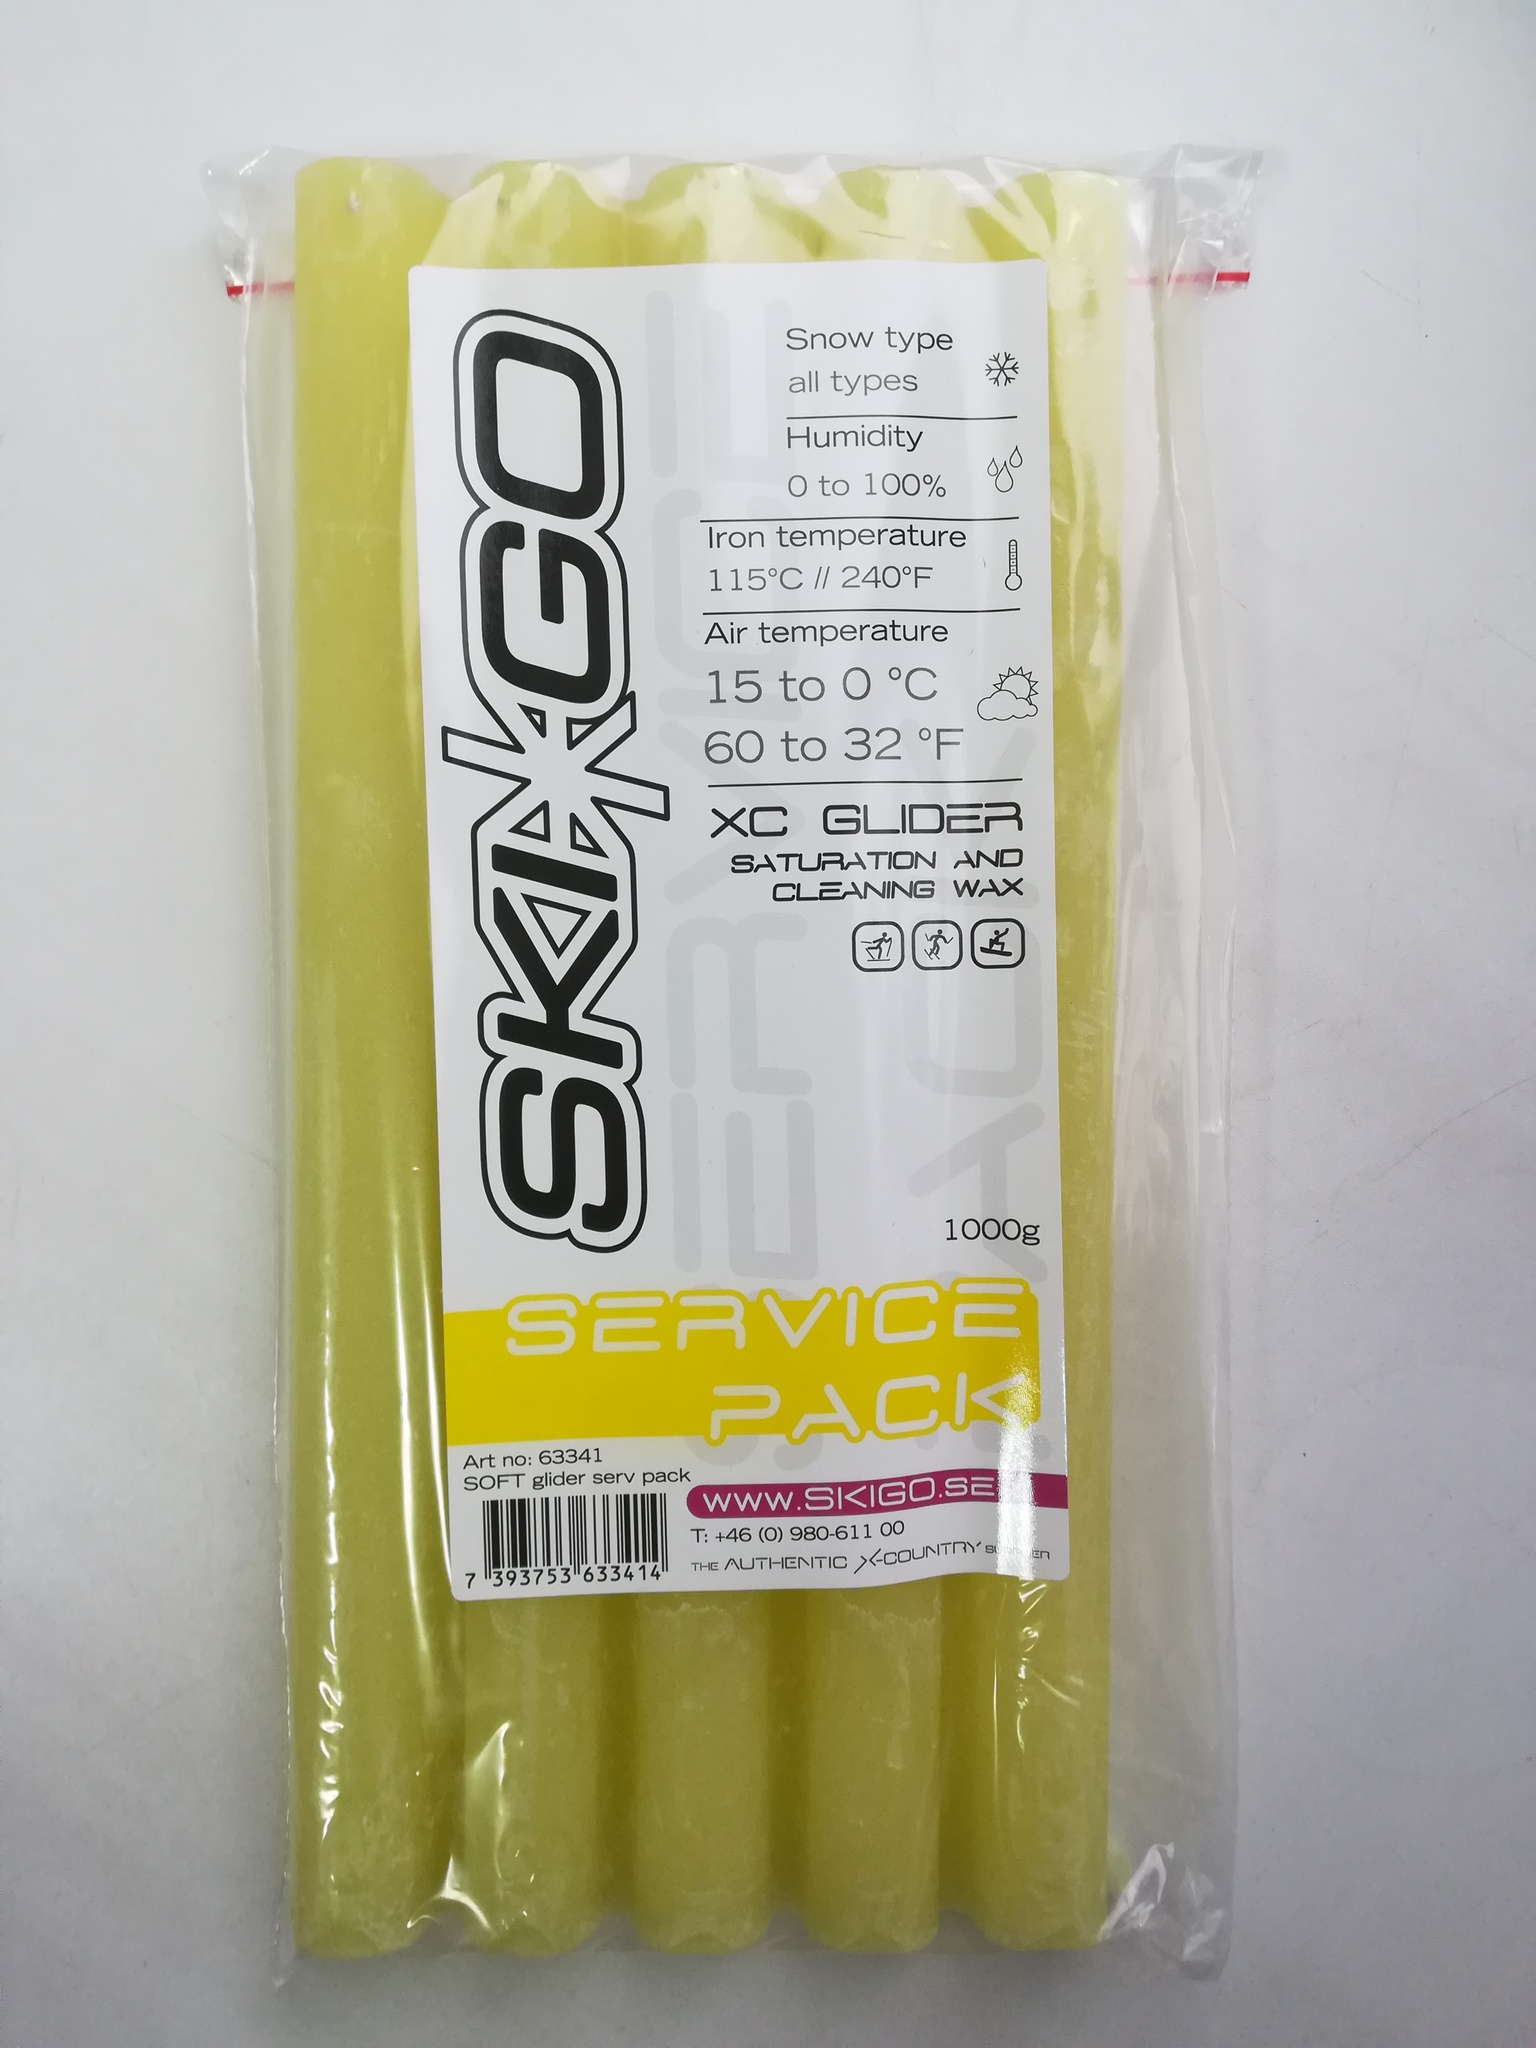 SKIGO
Snow type
all types
Humidity
0 to 100%
Iron temperature
115°C // 240°F
Air temperature
15 to 0 °C
60 to 32 °F
XC GLIDER
SATURATION AND
CLEANING WAX
1000g
SERVICE
PACK
SERVICE
PACK
Art no: 63341
SOFT glider serv pack
7 393753 633414
www.SKIGO.SE
T: +46 (0) 980-611 00
THE AUTHENTIC X-COUNTRY